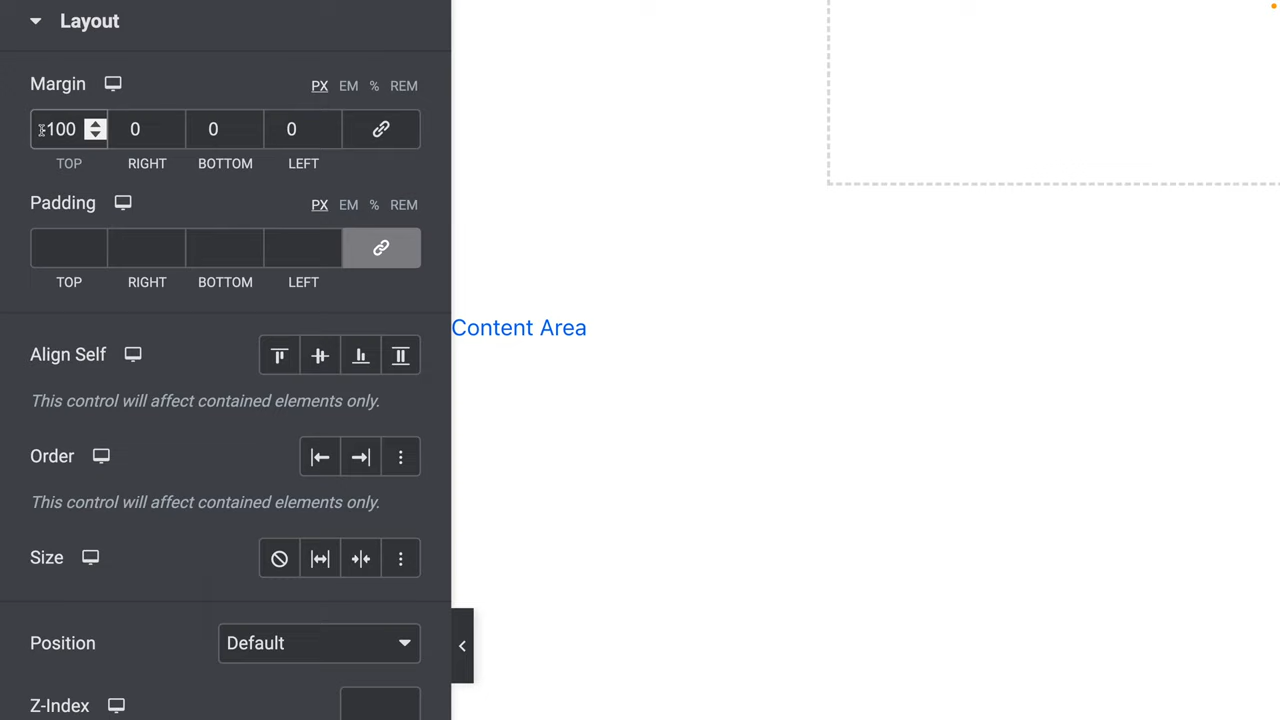 Layout
Margin PX EM % REM
-100 0 0 0
TOP RIGHT BOTTOM LEFT
Padding PX EM % REM
TOP RIGHT BOTTOM LEFT
Content Area
Align Self
This control will affect contained elements only.
Order
This control will affect contained elements only.
Size
Position Default
Z-Index